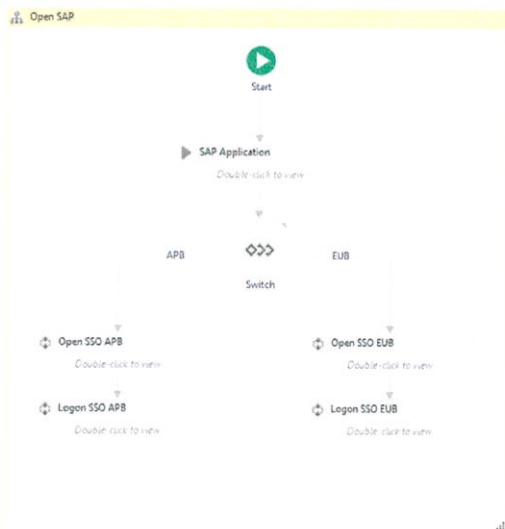 Open SAP
Start
SAP Application
Double-click to view
APB
EUB
Switch
Open SSO APB
Double-click to view
Open SSO EUB
Double-click to view
Logon SSO APB
Double-click to view
Logon SSO EUB
Double-click to view